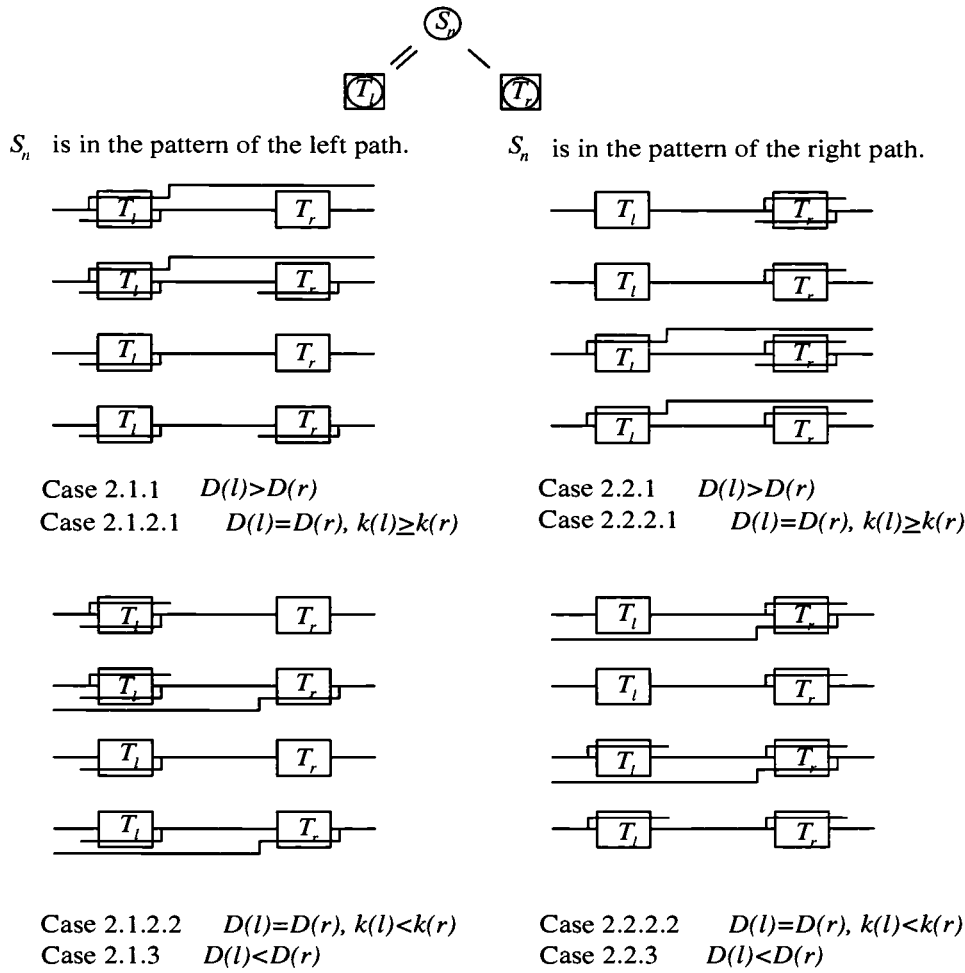 S_n
T_l T_r
S_n is in the pattern of the left path.
T_l T_r
T_l T_r
T_l T_r
T_l T_r
Case 2.1.1 D(l)>D(r)
Case 2.1.2.1 D(l)=D(r), k(l)≥k(r)
S_n is in the pattern of the right path.
T_l T_r
T_l T_r
T_l T_r
T_l T_r
Case 2.2.1 D(l)>D(r)
Case 2.2.2.1 D(l)=D(r), k(l)≥k(r)
T_l T_r
T_l T_r
T_l T_r
T_l T_r
Case 2.1.2.2 D(l)=D(r), k(l)<k(r)
Case 2.1.3 D(l)<D(r)
T_l T_r
T_l T_r
T_l T_r
T_l T_r
Case 2.2.2.2 D(l)=D(r), k(l)<k(r)
Case 2.2.3 D(l)<D(r)